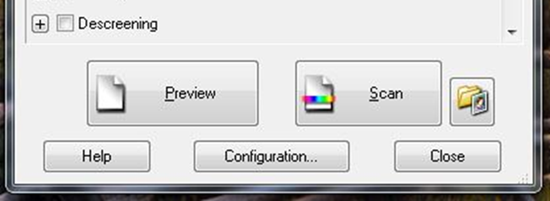 Descreening
Preview
Scan
Help
Configuration...
Close